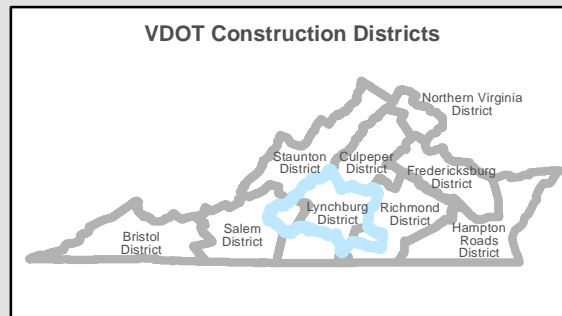 VDOT Construction Districts
Northern Virginia
District
Staunton
District
Culpeper
District
Fredericksburg
District
Lynchburg
District
Richmond
District
Salem
District
Bristol
District
Hampton
Roads
District